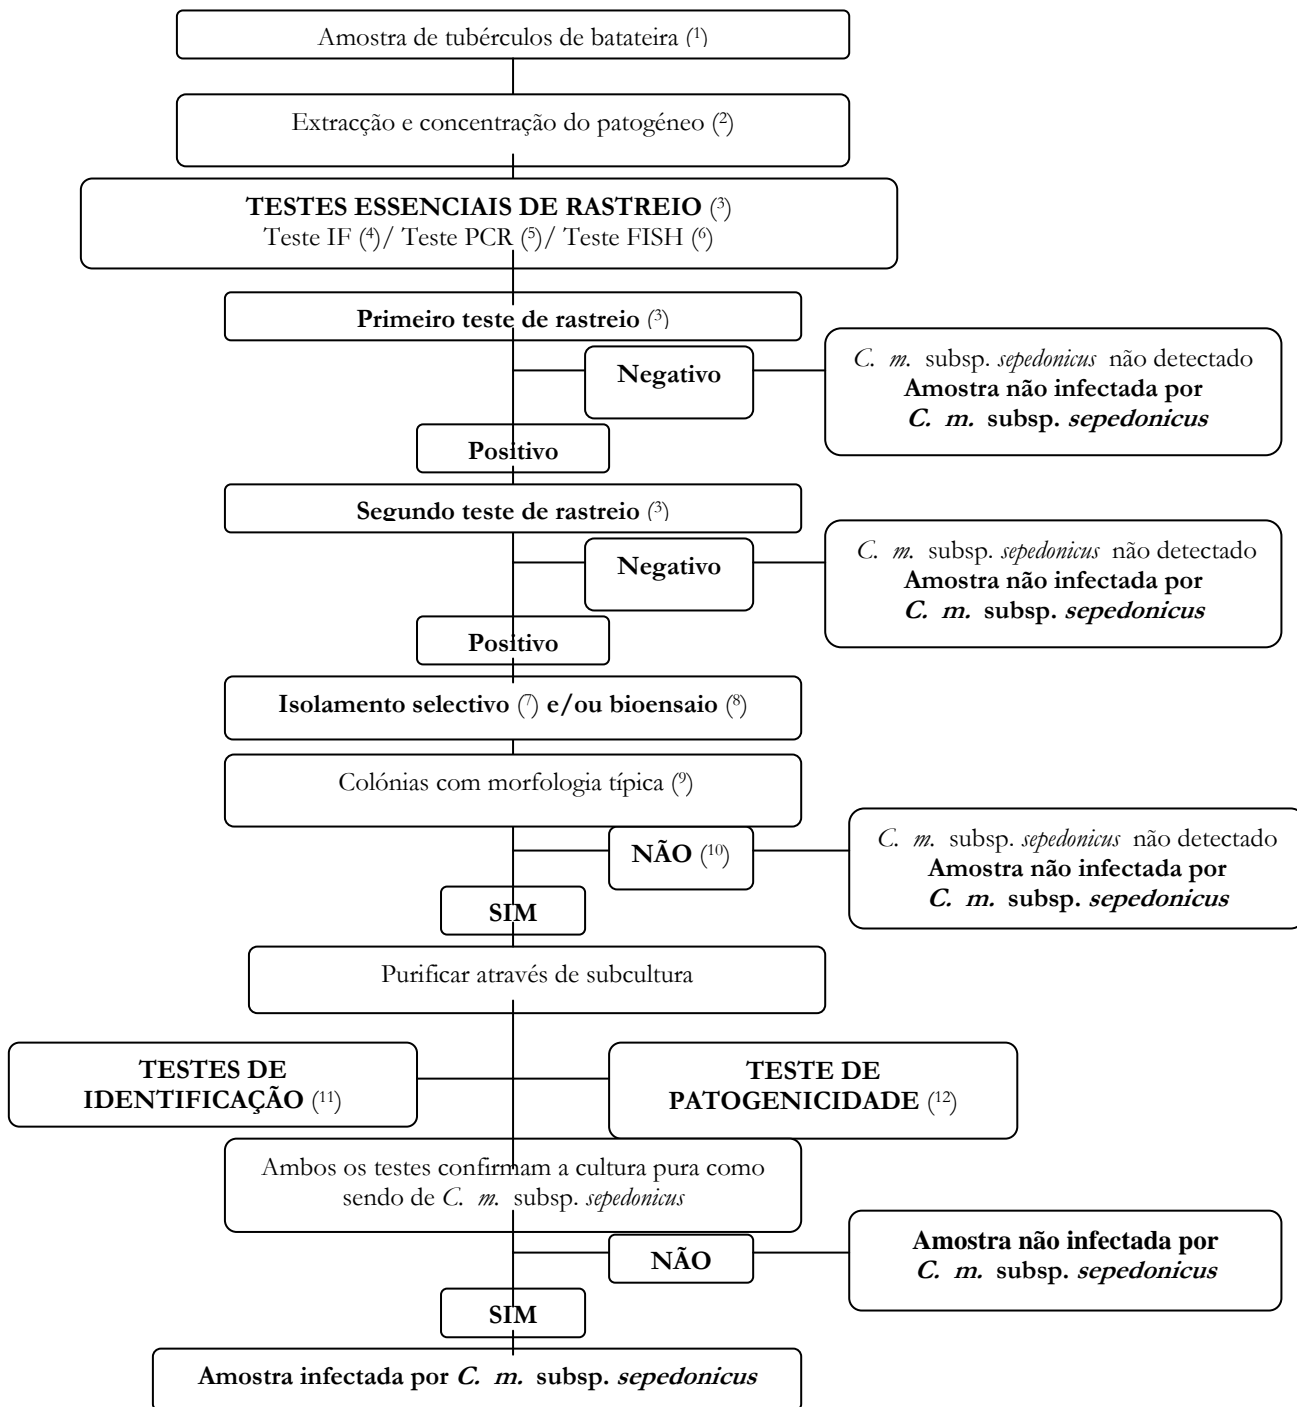 Amostra de tubérculos de batateira (1)
Extracção e concentração do patogéneo (2)
TESTES ESSENCIAIS DE RASTREIO (3)
Teste IF (4)/ Teste PCR (5)/ Teste FISH (6)
Primeiro teste de rastreio (3)
Negativo
C. m. subsp. sepedonicus não detectado
Amostra não infectada por
C. m. subsp. sepedonicus
Positivo
Segundo teste de rastreio (3)
Negativo
C. m. subsp. sepedonicus não detectado
Amostra não infectada por
C. m. subsp. sepedonicus
Positivo
Isolamento selectivo (7) e/ou bioensaio (8)
Colónias com morfologia típica (9)
NÃO (10)
C. m. subsp. sepedonicus não detectado
Amostra não infectada por
C. m. subsp. sepedonicus
SIM
Purificar através de subcultura
TESTES DE
IDENTIFICAÇÃO (11)
TESTE DE
PATOGENICIDADE (12)
Ambos os testes confirmam a cultura pura como
sendo de C. m. subsp. sepedonicus
NÃO
Amostra não infectada por
C. m. subsp. sepedonicus
SIM
Amostra infectada por C. m. subsp. sepedonicus